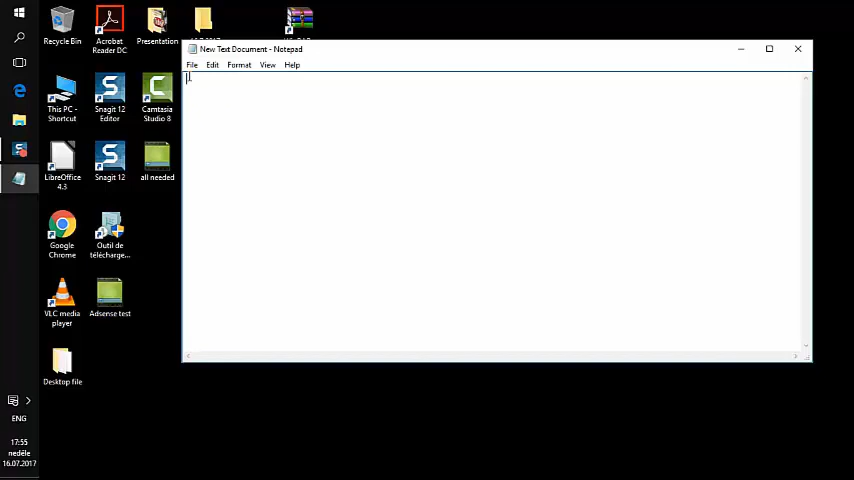 Recycle Bin
Acrobat Reader DC
Presentation
New Text Document - Notepad
File Edit Format View Help
This PC - Shortcut
Snagit 12 Editor
Camtasia Studio 8
LibreOffice 4.3
Snagit 12
all needed
Google Chrome
Outil de télécharge...
VLC media player
Adsense test
Desktop file
ENG
17:55
neděle
16.07.2017